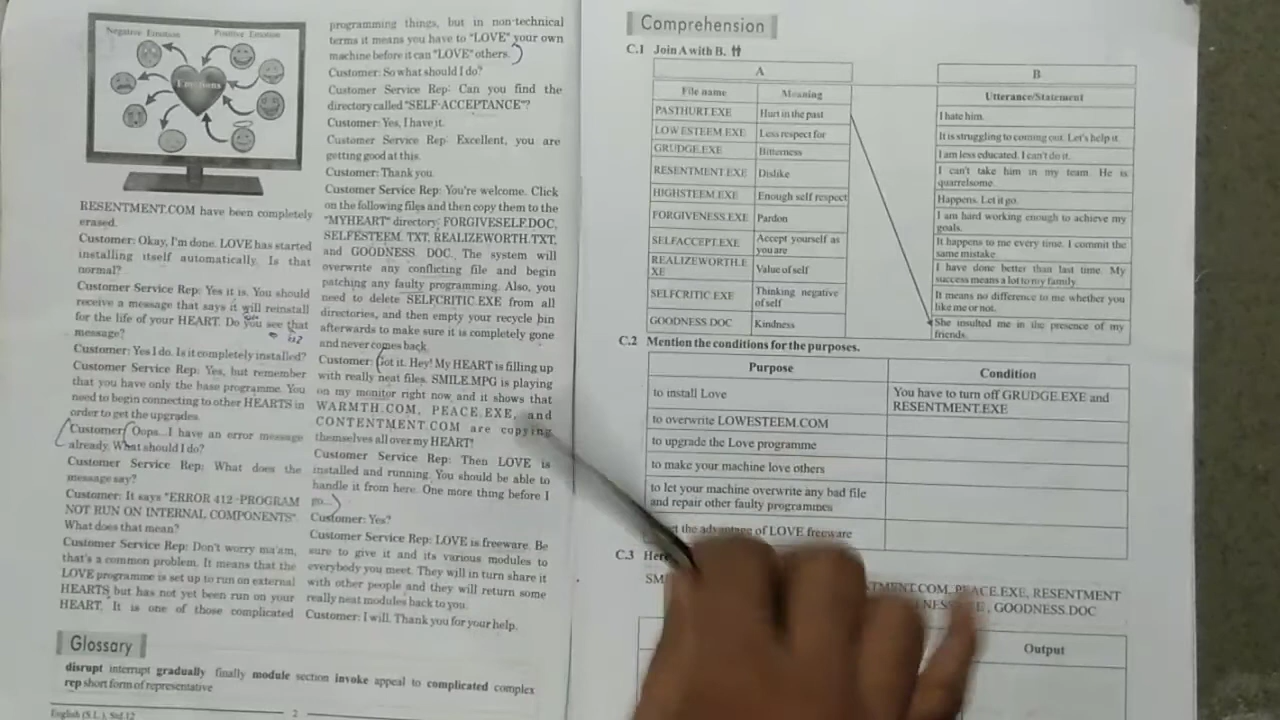 Negative Emotion Positive Emotion
Emotions
RESENTMENT.COM have been completely
erased.
Customer: Okay, I'm done. LOVE has started
installing itself automatically. Is that
normal?
Customer Service Rep: Yes it is. You should
receive a message that says it will reinstall
for the life of your HEART. Do you see that
message?
Customer: Yes I do. Is it completely installed?
Customer Service Rep: Yes, but remember
that you have only the base programme. You
need to begin connecting to other HEARTS in
order to get the upgrades.
Customer: Oops...I have an error message
already. What should I do?
Customer Service Rep: What does the
message say?
Customer: It says "ERROR 412-PROGRAM
NOT RUN ON INTERNAL COMPONENTS".
What does that mean?
Customer Service Rep: Don't worry ma'am,
that's a common problem. It means that the
LOVE programme is set up to run on external
HEARTS but has not yet been run on your
HEART. It is one of those complicated
programming things, but in non-technical
terms it means you have to "LOVE" your own
machine before it can "LOVE" others.
Customer: So what should I do?
Customer Service Rep: Can you find the
directory called "SELF-ACCEPTANCE"?
Customer: Yes, I have it.
Customer Service Rep: Excellent, you are
getting good at this.
Customer: Thank you.
Customer Service Rep: You're welcome. Click
on the following files and then copy them to the
"MYHEART" directory: FORGIVESELF.DOC,
SELFESTEEM. TXT, REALIZEWORTH.TXT,
and GOODNESS. DOC. The system will
overwrite any conflicting file and begin
patching any faulty programming. Also, you
need to delete SELFCRITIC.EXE from all
directories, and then empty your recycle bin
afterwards to make sure it is completely gone
and never comes back.
Customer: Got it. Hey! My HEART is filling up
with really neat files. SMILE.MPG is playing
on my monitor right now and it shows that
WARMTH.COM, PEACE.EXE, and
CONTENTMENT.COM are copying
themselves all over my HEART!
Customer Service Rep: Then LOVE is
installed and running. You should be able to
handle it from here. One more thing before I
go...
Customer: Yes?
Customer Service Rep: LOVE is freeware. Be
sure to give it and its various modules to
everybody you meet. They will in turn share it
with other people and they will return some
really neat modules back to you.
Customer: I will. Thank you for your help.
Glossary
disrupt interrupt gradually finally module section invoke appeal to complicated complex
rep short form of representative
English (S.L.), Std.12 2
Comprehension
C.1 Join A with B.
A B
File name Meaning Utterance/Statement
PASTHURT.EXE Hurt in the past I hate him.
LOWESTEEM.EXE Less respect for It is struggling to coming out. Let's help it.
GRUDGE.EXE Bitterness I am less educated. I can't do it.
RESENTMENT.EXE Dislike I can't take him in my team. He is
quarrelsome.
HIGHSTEEM.EXE Enough self respect Happens. Let it go.
FORGIVENESS.EXE Pardon I am hard working enough to achieve my
goals.
SELFACCEPT.EXE Accept yourself as
you are It happens to me every time. I commit the
same mistake.
REALIZEWORTH.E
XE Value of self I have done better than last time. My
success means a lot to my family.
SELFCRITIC.EXE Thinking negative
of self It means no difference to me whether you
like me or not.
GOODNESS DOC Kindness She insulted me in the presence of my
friends.
C.2 Mention the conditions for the purposes.
Purpose Condition
to install Love You have to turn off GRUDGE.EXE and
RESENTMENT.EXE
to overwrite LOWESTEEM.COM
to upgrade the Love programme
to make your machine love others
to let your machine overwrite any bad file
and repair other faulty programmes
the advantage of LOVE freeware
C.3 Here
PEACE.EXE, RESENTMENT
GOODNESS.DOC
Output